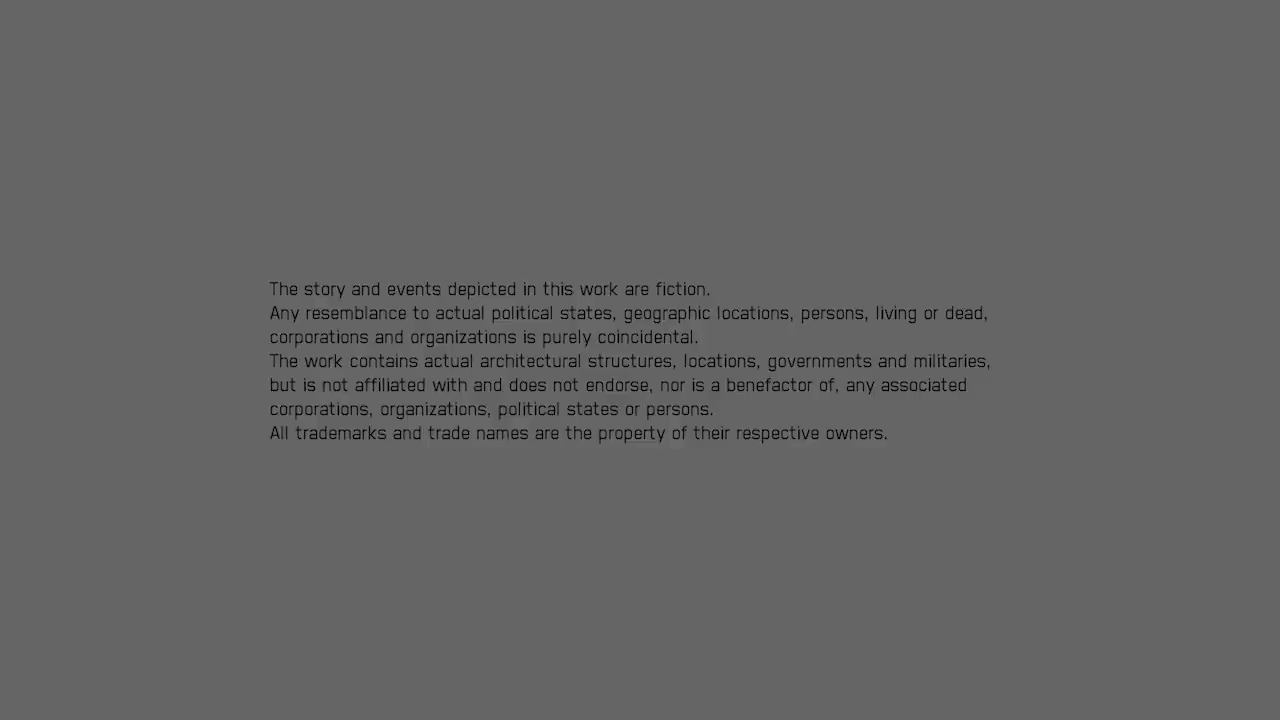 The story and events depicted in this work are fiction.
Any resemblance to actual political states, geographic locations, persons, living or dead,
corporations and organizations is purely coincidental.
The work contains actual architectural structures, locations, governments and militaries,
but is not affiliated with and does not endorse, nor is a benefactor of, any associated
corporations, organizations, political states or persons.
All trademarks and trade names are the property of their respective owners.